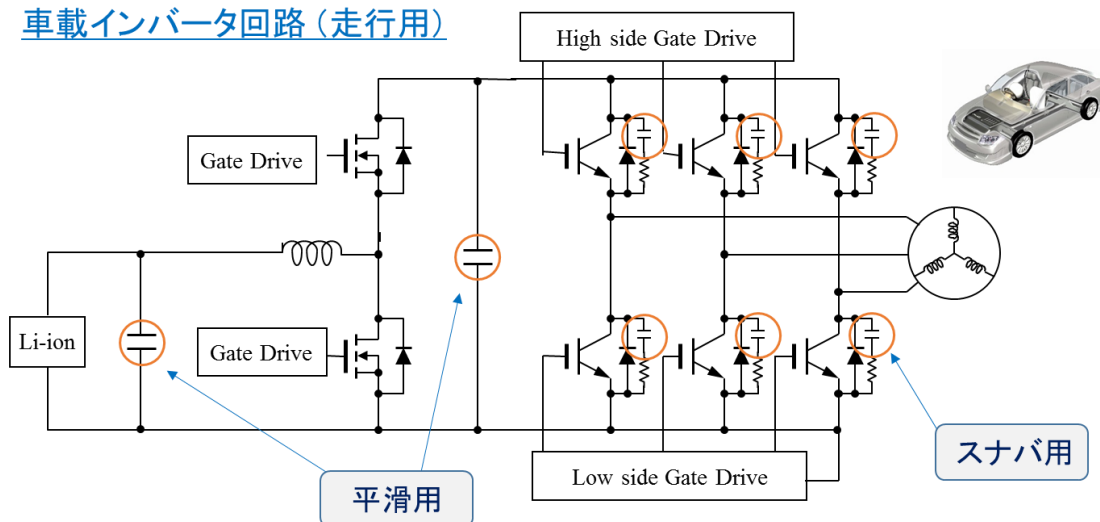 車載インバータ回路（走行用）
High side Gate Drive
Gate Drive
Li-ion
Gate Drive
Low side Gate Drive
平滑用
スナバ用